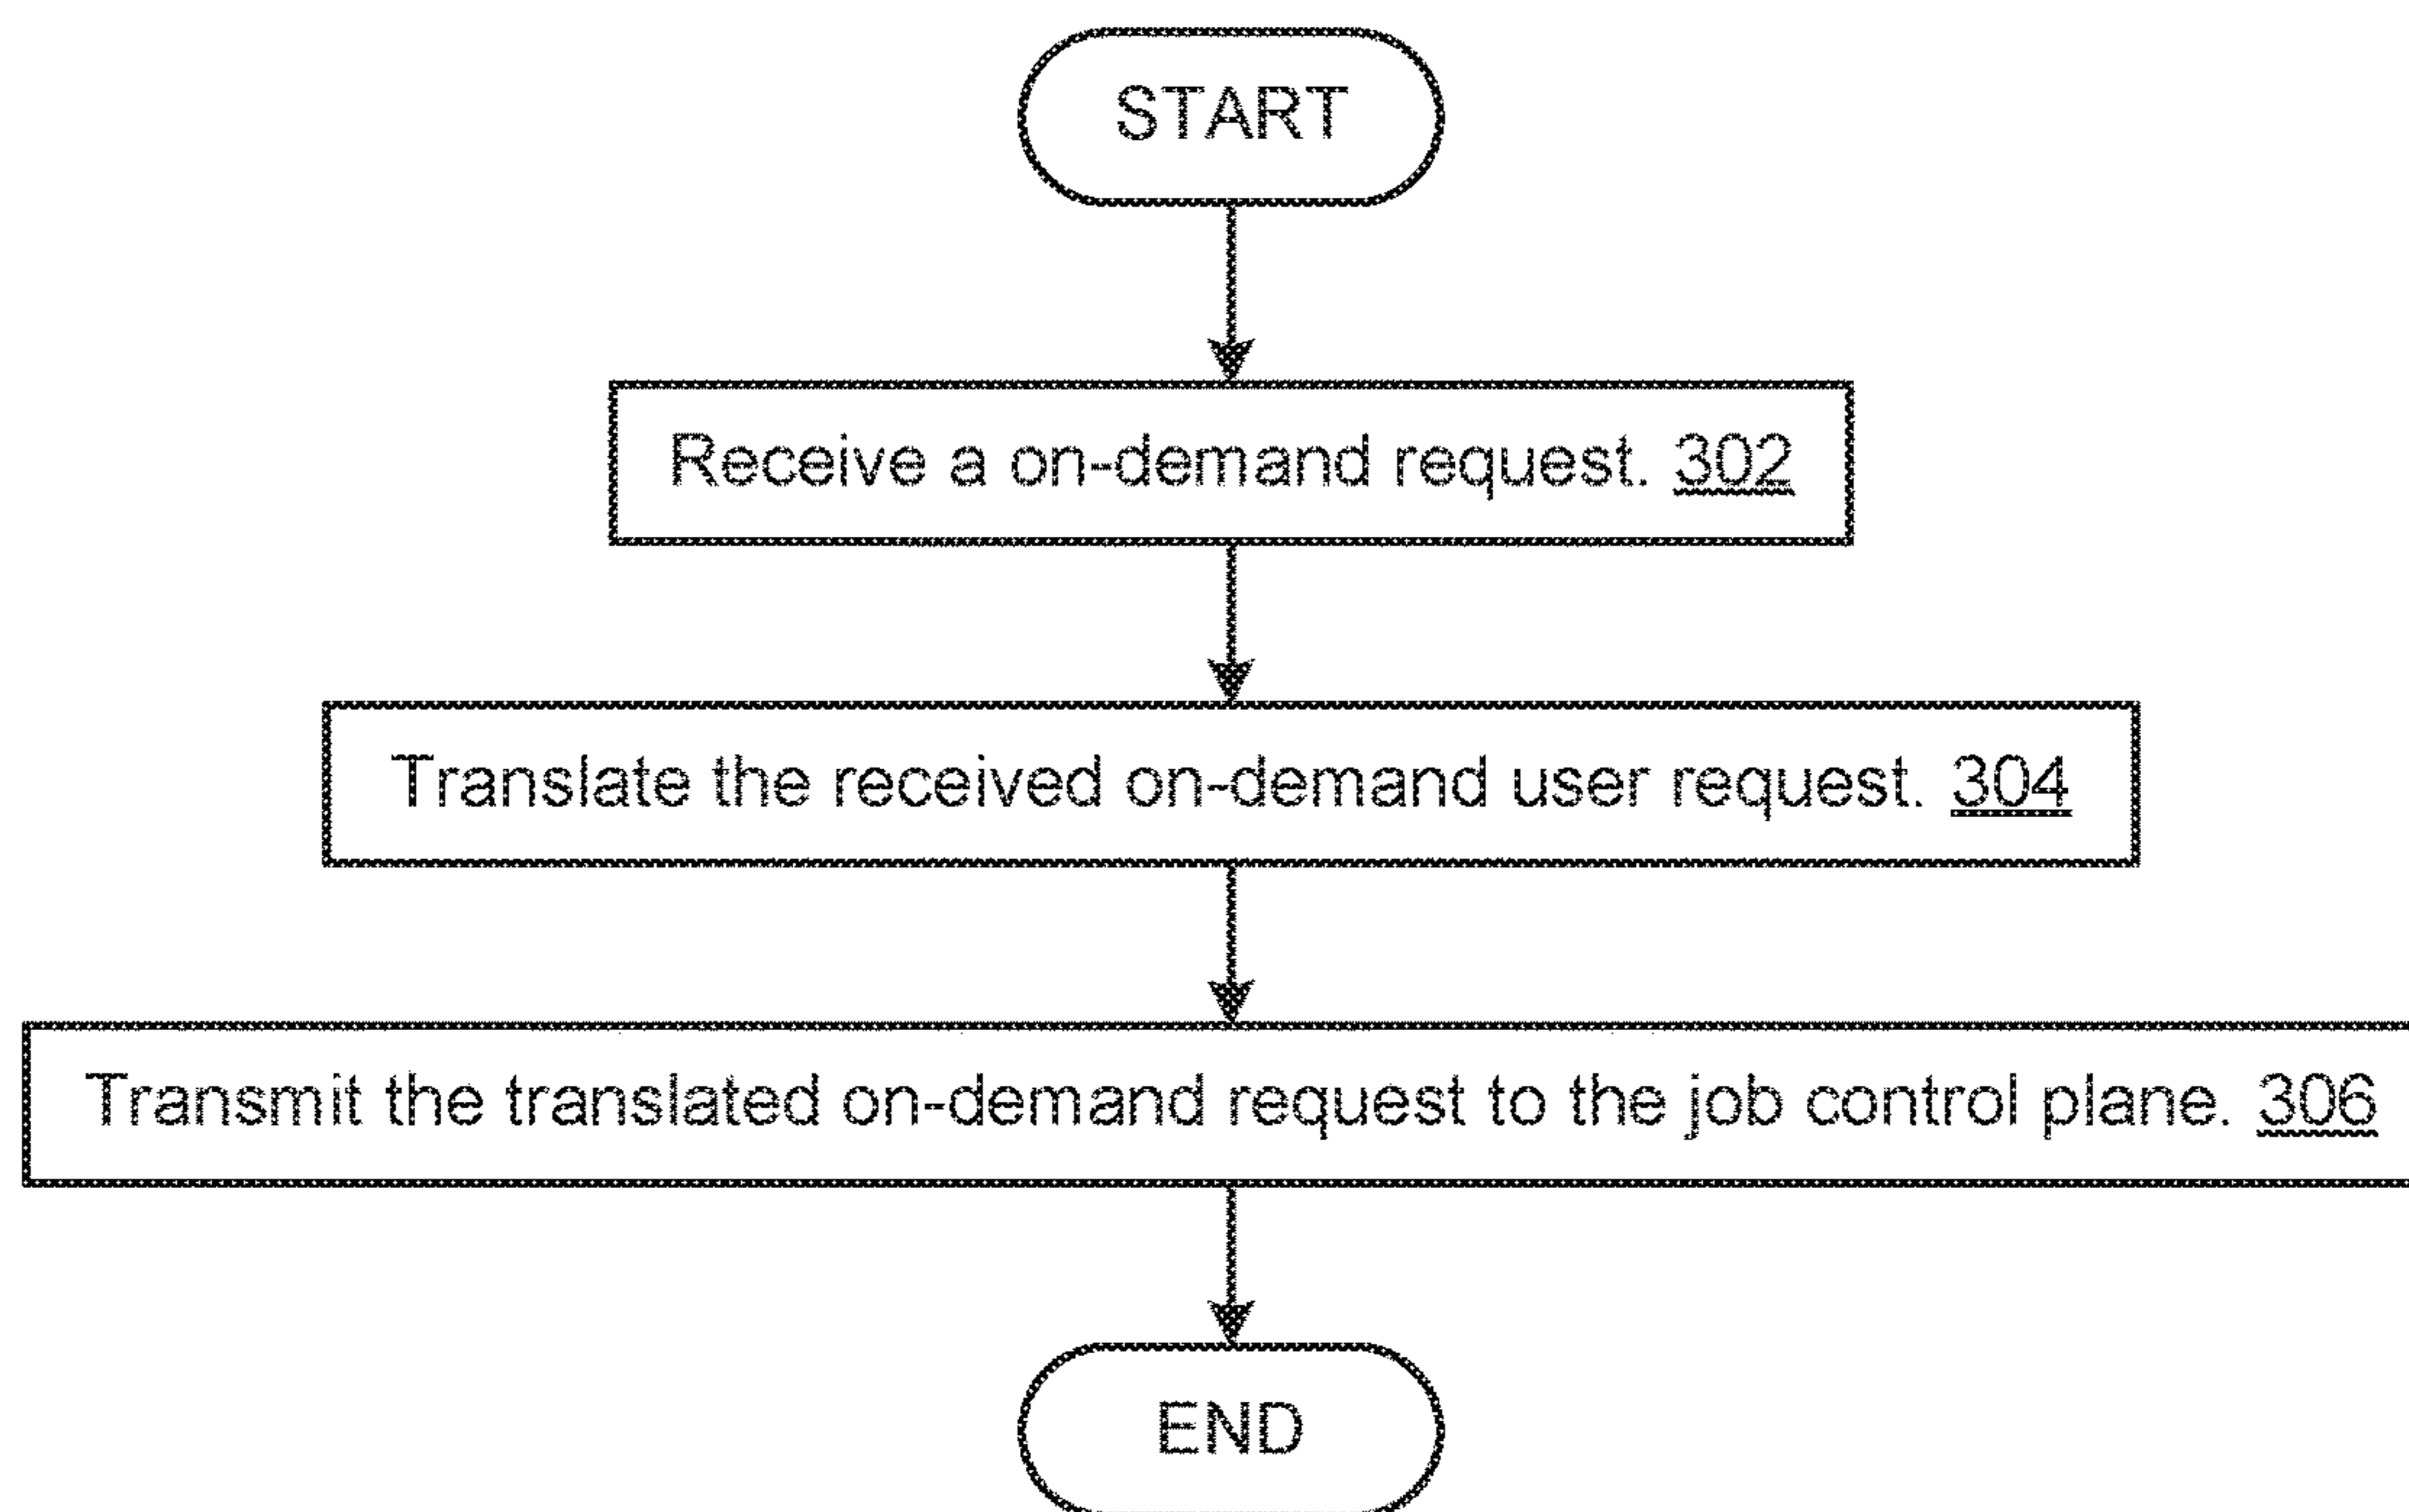 START
Receive a on-demand request. 302
Translate the received on-demand user request. 304
Transmit the translated on-demand request to the job control plane. 306
END